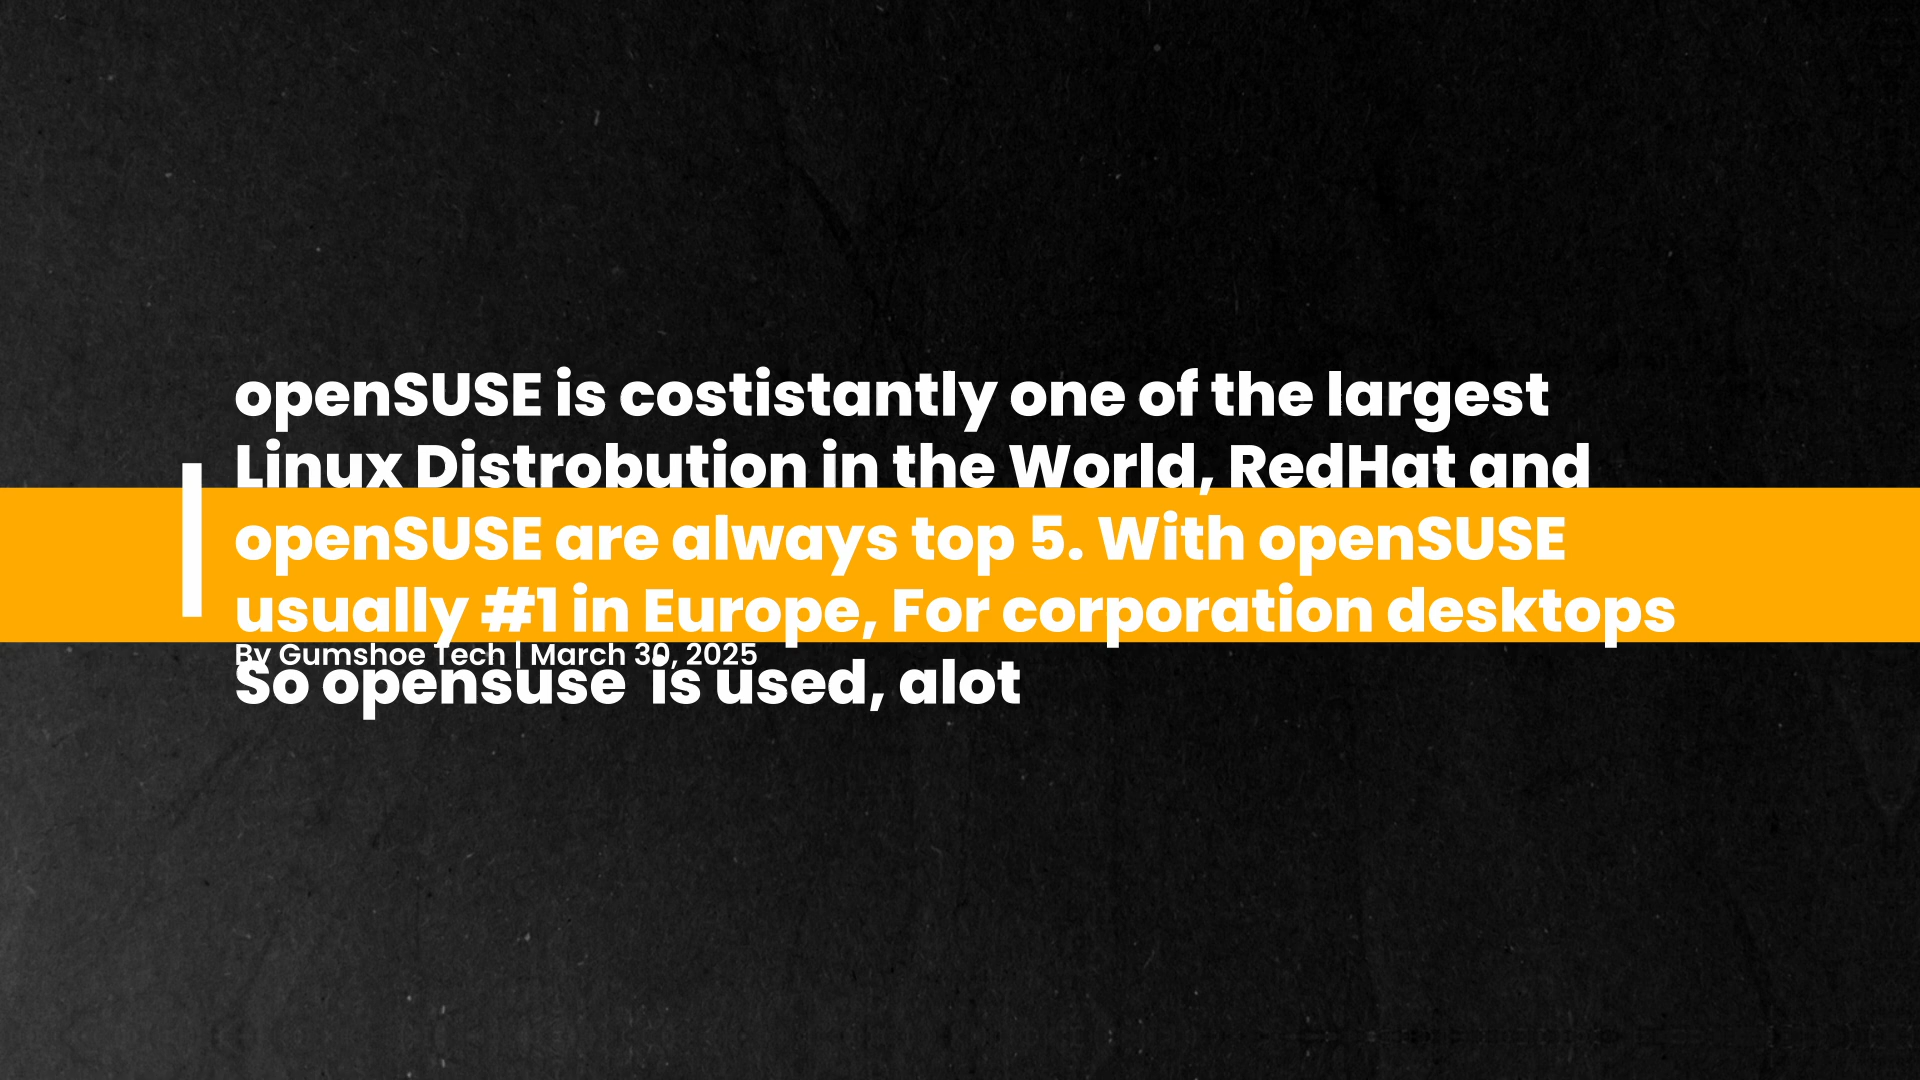 openSUSE is costistantly one of the largest
Linux Distrobution in the World, RedHat and
openSUSE are always top 5. With openSUSE
usually #1 in Europe, For corporation desktops
By Gumshoe Tech | March 30, 2025
So opensuse  is used, alot